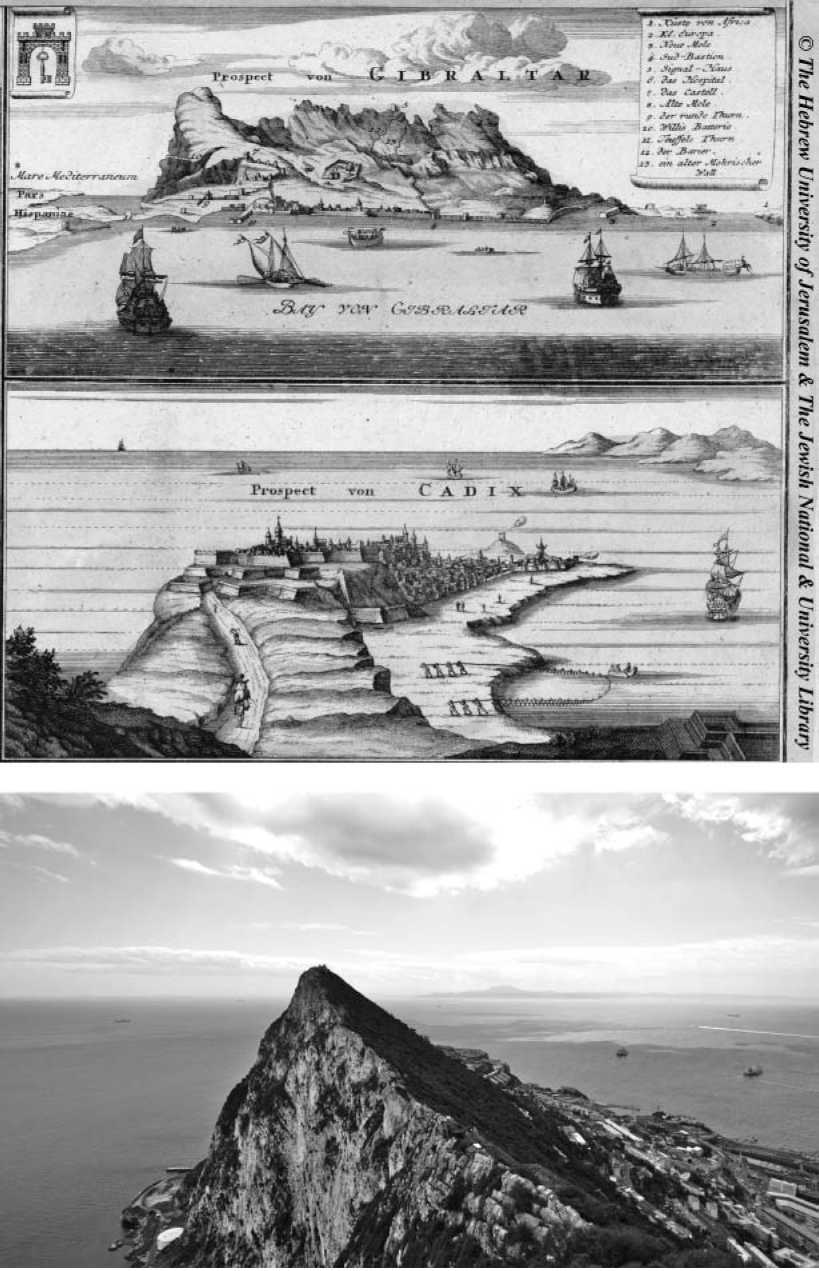 Prospect von GIBRALTAR
1. Kuste von Africa
2. Kl. Europa.
3. Neue Mole
4. Sud-Bastion
5. Signal-Haus
6. Das Hospital.
7. Das Castell.
8. Alte Mole
9. der runde Thurn.
10. Willis Batterie
11. Teuffels Thurn
12. der Barier.
13. ein alter Mohrischer
Wall
Mare Mediterraneum
Pars
Hispaniae
BAY VON GIBRALTAR
Prospect von CADIX
© The Hebrew University of Jerusalem & The Jewish National & University Library